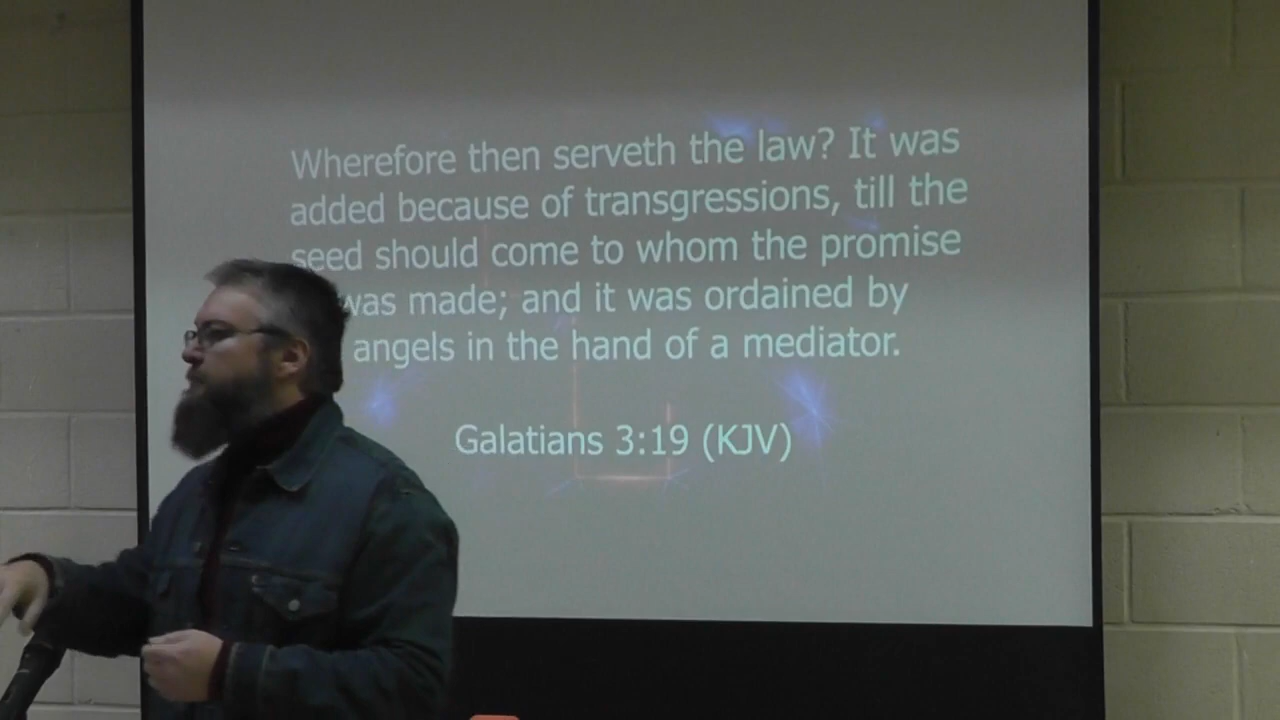 Wherefore then serveth the law? It was
added because of transgressions, till the
seed should come to whom the promise
was made; and it was ordained by
angels in the hand of a mediator.
Galatians 3:19 (KJV)